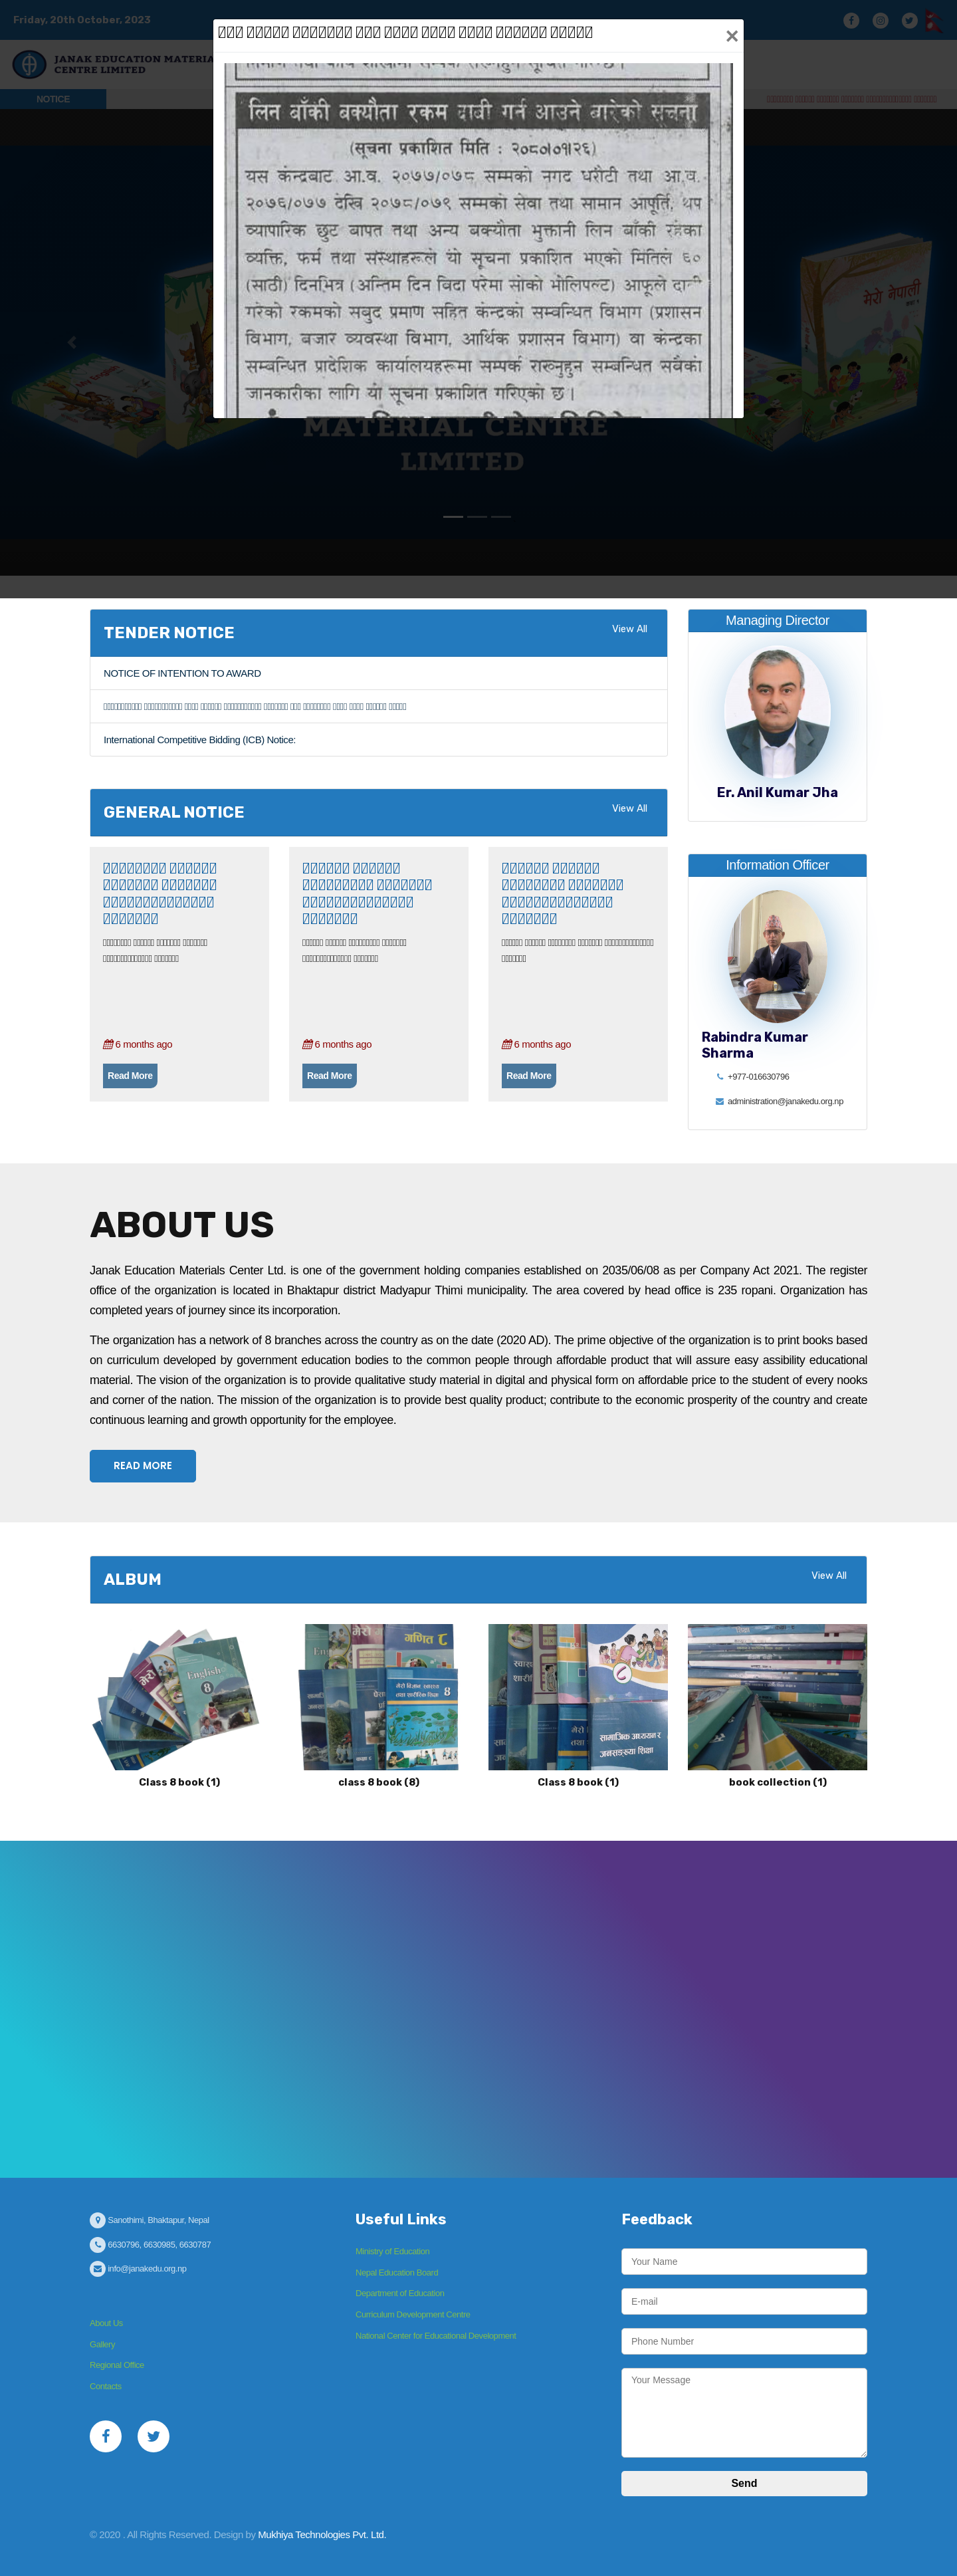 Friday, 20th October, 2023
JANAK EDUCATION MATERIA
CENTRE LIMITED
NOTICE
लिन बाँकी बक्यौता रकम दाबी गर्न आउने बारेको सूचना
(सूचना प्रकाशित मिति : २०८०।०१।२६)
यस केन्द्रबाट आ.व. २०७७/०७८ सम्मको नगद धरौटी तथा आ.व.
२०७६/०७७ देखि २०७८/०७९ सम्मको सेवा तथा सामान आपूर्ति, थप
व्यापारिक छुट बापत तथा अन्य बक्यौता भुक्तानी लिन बाँकी रहेका
व्यक्ति, फर्म तथा संस्थाहरूले यो सूचना प्रकाशित भएको मितिले ६०
(साठी) दिनभित्र (अन्तिम दिन विदा परेमा परेको भोलिपल्ट) आफूले दाबी
गरेको रकमको सबुद प्रमाण सहित केन्द्रको सम्बन्धित विभाग (प्रशासन
विभाग, बजार व्यवस्था विभाग, आर्थिक प्रशासन विभाग) वा केन्द्रका
सम्बन्धित प्रादेशिक कार्यालयहरूमा सम्पर्क राख्नुहुन सम्बन्धित सबैको
जानकारीका लागि यो सूचना प्रकाशित गरिएको छ।
मेरो नेपाली
MATERIAL CENTRE
LIMITED
TENDER NOTICE
View All
NOTICE OF INTENTION TO AWARD
International Competitive Bidding (ICB) Notice:
Managing Director
Er. Anil Kumar Jha
GENERAL NOTICE
View All
6 months ago
6 months ago
6 months ago
Read More
Read More
Read More
Information Officer
Rabindra Kumar
Sharma
+977-016630796
administration@janakedu.org.np
ABOUT US
Janak Education Materials Center Ltd. is one of the government holding companies established on 2035/06/08 as per Company Act 2021. The register
office of the organization is located in Bhaktapur district Madyapur Thimi municipality. The area covered by head office is 235 ropani. Organization has
completed years of journey since its incorporation.
The organization has a network of 8 branches across the country as on the date (2020 AD). The prime objective of the organization is to print books based
on curriculum developed by government education bodies to the common people through affordable product that will assure easy assibility educational
material. The vision of the organization is to provide qualitative study material in digital and physical form on affordable price to the student of every nooks
and corner of the nation. The mission of the organization is to provide best quality product; contribute to the economic prosperity of the country and create
continuous learning and growth opportunity for the employee.
READ MORE
ALBUM
View All
English
8
मेरो
गणित ८
सामाजिक अध्ययन र
जनसङ्ख्या शिक्षा
Class 8 book (1)
class 8 book (8)
Class 8 book (1)
book collection (1)
Sanothimi, Bhaktapur, Nepal
6630796, 6630985, 6630787
info@janakedu.org.np
About Us
Gallery
Regional Office
Contacts
Useful Links
Ministry of Education
Nepal Education Board
Department of Education
Curriculum Development Centre
National Center for Educational Development
Feedback
Your Name
E-mail
Phone Number
Your Message
Send
© 2020 . All Rights Reserved. Design by Mukhiya Technologies Pvt. Ltd.